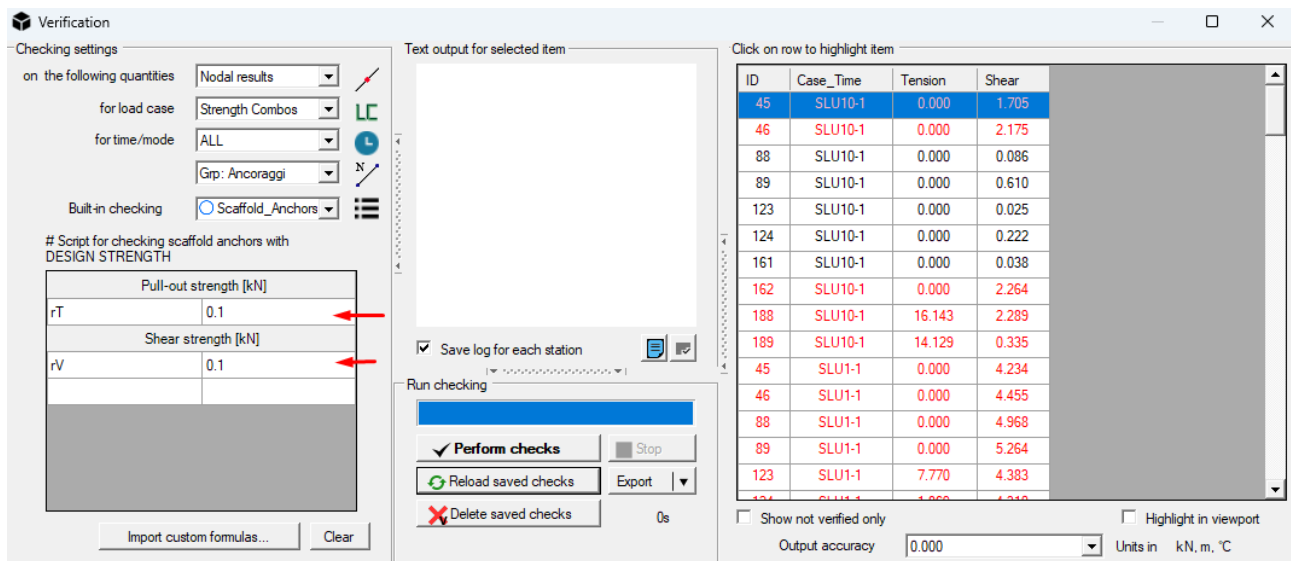 Verification
Checking settings
on the following quantities Nodal results
for load case Strength Combos LC
for time/mode ALL
Grp: Ancoraggi N
Built-in checking Scaffold_Anchors
# Script for checking scaffold anchors with
DESIGN STRENGTH
Pull-out strength [kN]
rT 0.1
Shear strength [kN]
rV 0.1
Import custom formulas... Clear
Text output for selected item
Save log for each station
Run checking
Perform checks Stop
Reload saved checks Export
Delete saved checks 0s
Click on row to highlight item
ID Case_Time Tension Shear
45 SLU10-1 0.000 1.705
46 SLU10-1 0.000 2.175
88 SLU10-1 0.000 0.086
89 SLU10-1 0.000 0.610
123 SLU10-1 0.000 0.025
124 SLU10-1 0.000 0.222
161 SLU10-1 0.000 0.038
162 SLU10-1 0.000 2.264
188 SLU10-1 16.143 2.289
189 SLU10-1 14.129 0.335
45 SLU1-1 0.000 4.234
46 SLU1-1 0.000 4.455
88 SLU1-1 0.000 4.968
89 SLU1-1 0.000 5.264
123 SLU1-1 7.770 4.383
Show not verified only Highlight in viewport
Output accuracy 0.000 Units in kN, m, °C